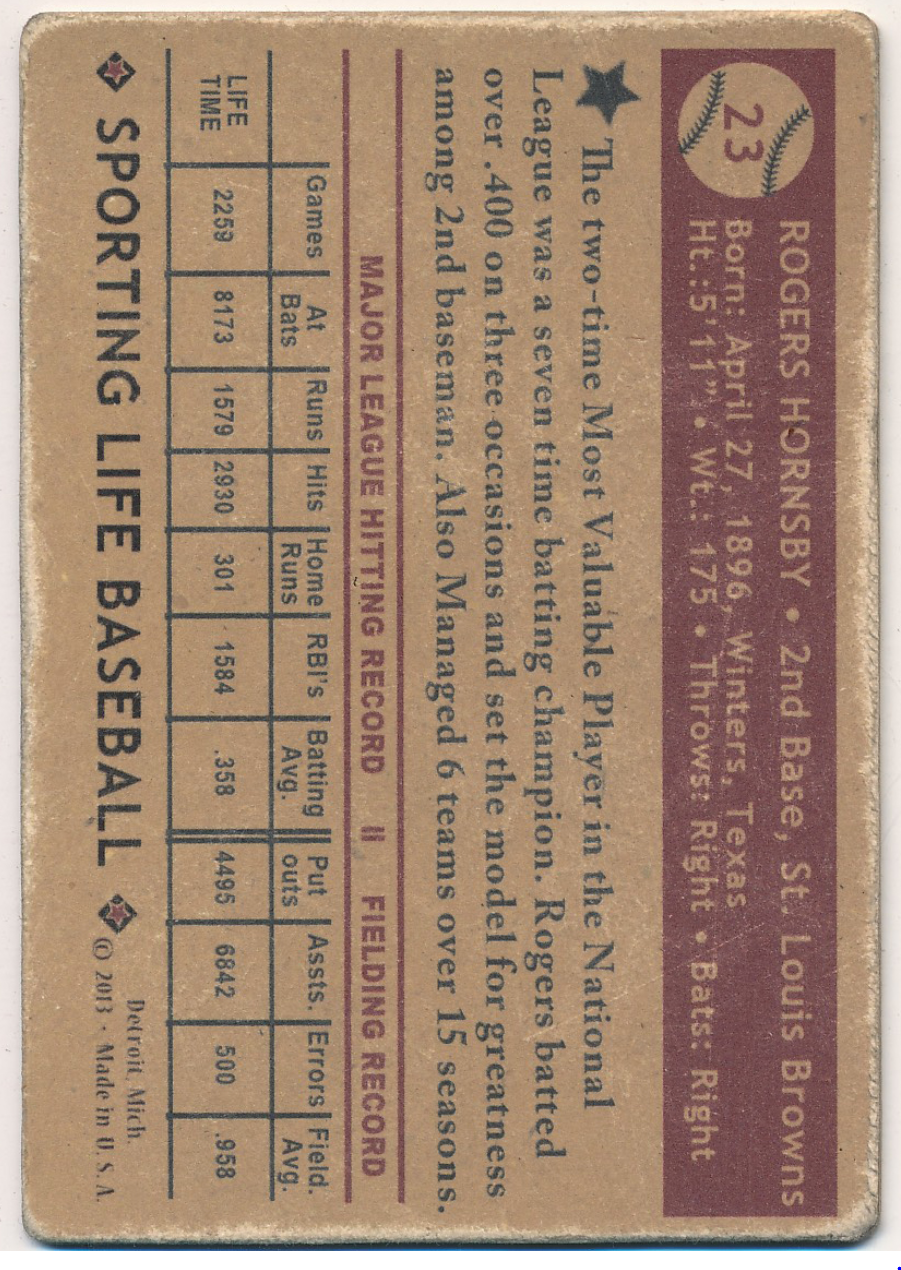 23
ROGERS HORNSBY • 2nd Base, St. Louis Browns
Born: April 27, 1896, Winters, Texas
Ht.:5'11" • Wt.: 175 • Throws: Right • Bats: Right
The two-time Most Valuable Player in the National
League was a seven time batting champion. Rogers batted
over .400 on three occasions and set the model for greatness
among 2nd baseman. Also Managed 6 teams over 15 seasons.
MAJOR LEAGUE HITTING RECORD II FIELDING RECORD
Games At Bats Runs Hits Home Runs RBI's Batting Avg. Put outs Assts. Errors Field. Avg.
LIFE TIME 2259 8173 1579 2930 301 1584 .358 4495 6842 500 .958
SPORTING LIFE BASEBALL
Detroit, Mich.
© 2013 • Made in U.S.A.